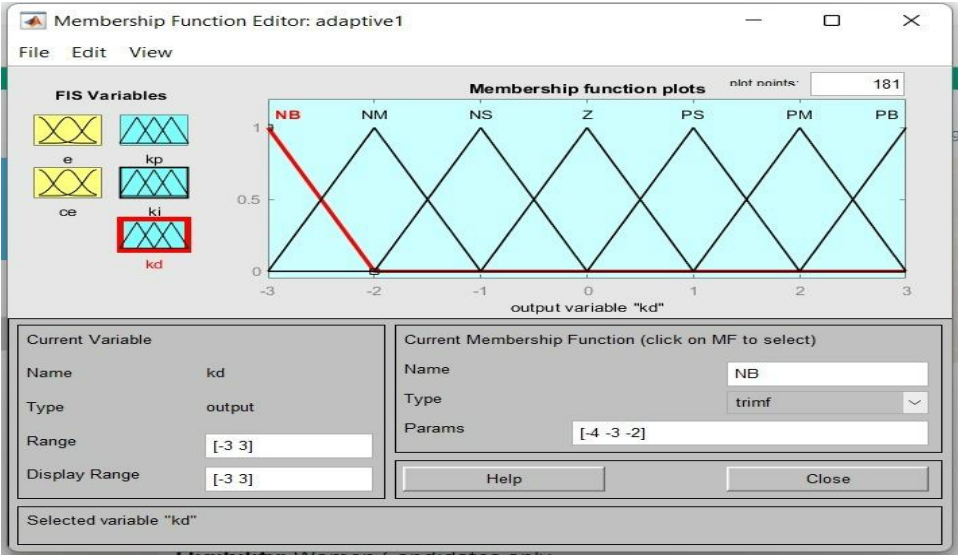 Membership Function Editor: adaptive1
File Edit View
FIS Variables
e
kp
ce
ki
kd
Membership function plots
plot points:
181
NB NM NS Z PS PM PB
1
0.5
0
-3 -2 -1 0 1 2 3
output variable "kd"
Current Variable
Name kd
Type output
Range [-3 3]
Display Range [-3 3]
Current Membership Function (click on MF to select)
Name NB
Type trimf
Params [-4 -3 -2]
Help Close
Selected variable "kd"
Women Candidates only